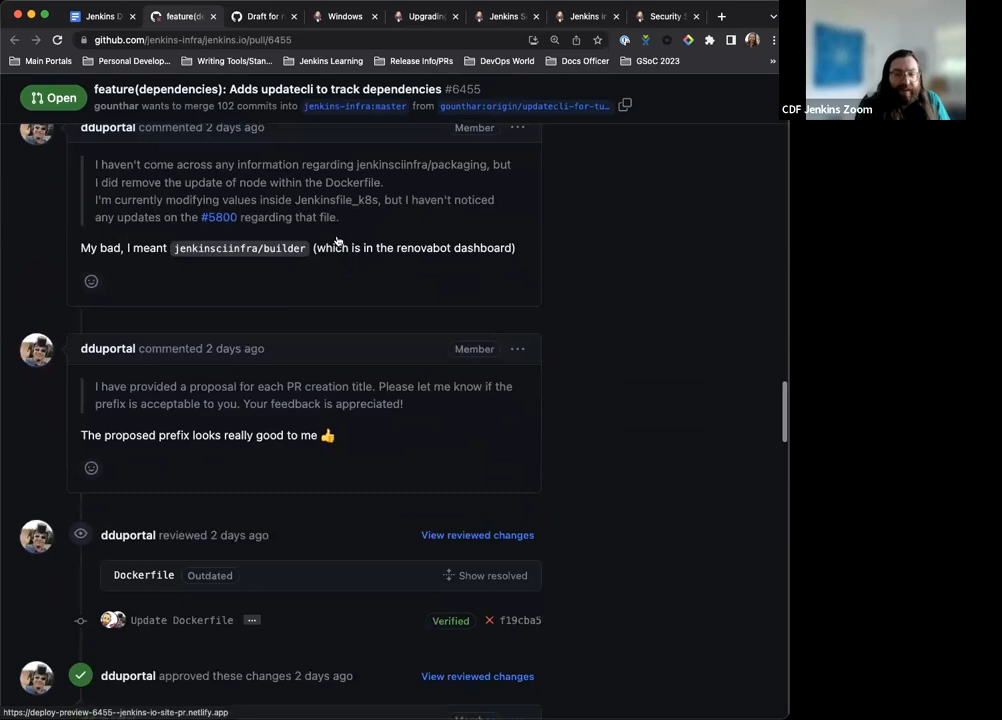 Jenkins D
feature(de
Draft for r
Windows
Upgrading
Jenkins S
Jenkins in
Security
github.com/jenkins-infra/jenkins.io/pull/6455
Main Portals
Personal Develop...
Writing Tools/Stan...
Jenkins Learning
Release Info/PRs
DevOps World
Docs Officer
GSoC 2023
»
Open
feature(dependencies): Adds updatecli to track dependencies #6455
gounthar wants to merge 102 commits into jenkins-infra:master from gounthar:origin/updatecli-for-tu...
CDF Jenkins Zoom
dduportal commented 2 days ago
Member
I haven't come across any information regarding jenkinsciinfra/packaging, but
I did remove the update of node within the Dockerfile.
I'm currently modifying values inside Jenkinsfile_k8s, but I haven't noticed
any updates on the #5800 regarding that file.
My bad, I meant jenkinsciinfra/builder (which is in the renovabot dashboard)
dduportal commented 2 days ago
Member
I have provided a proposal for each PR creation title. Please let me know if the
prefix is acceptable to you. Your feedback is appreciated!
The proposed prefix looks really good to me 👍
dduportal reviewed 2 days ago
View reviewed changes
Dockerfile
Outdated
Show resolved
Update Dockerfile
Verified
f19cba5
dduportal approved these changes 2 days ago
View reviewed changes
https://deploy-preview-6455--jenkins-io-site-pr.netlify.app